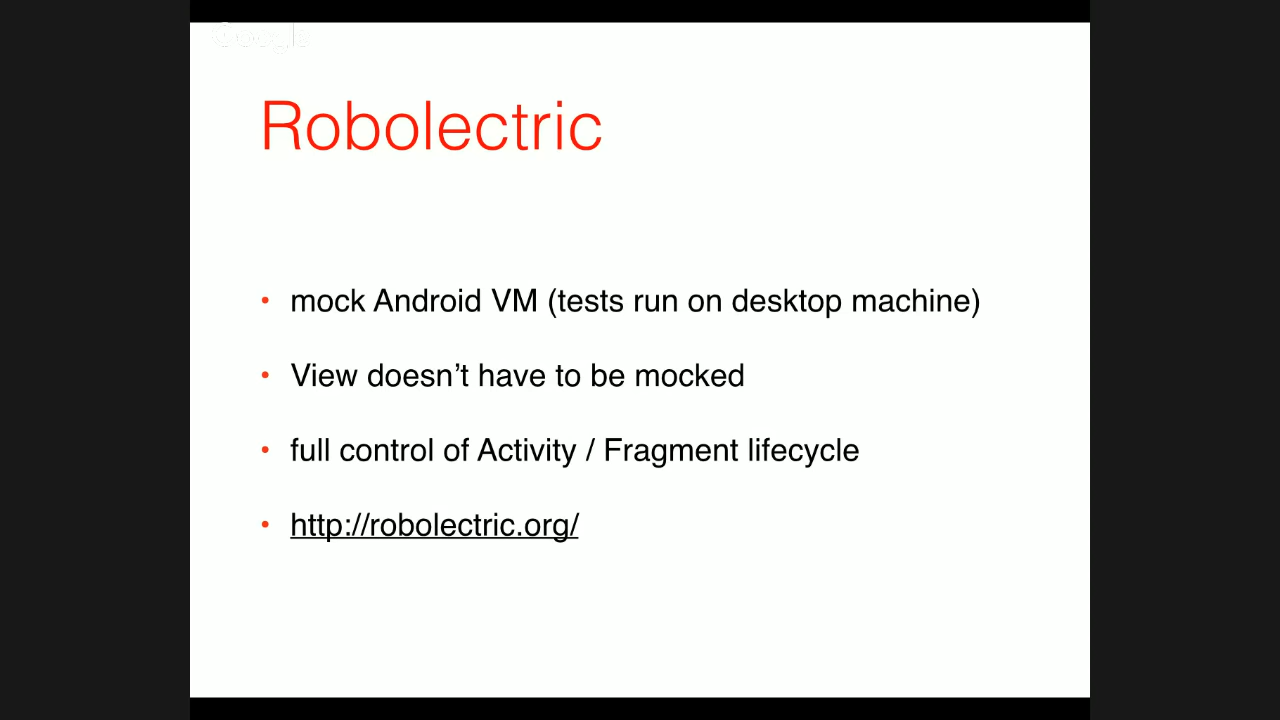 Google
Robolectric
• mock Android VM (tests run on desktop machine)
• View doesn't have to be mocked
• full control of Activity / Fragment lifecycle
• http://robolectric.org/